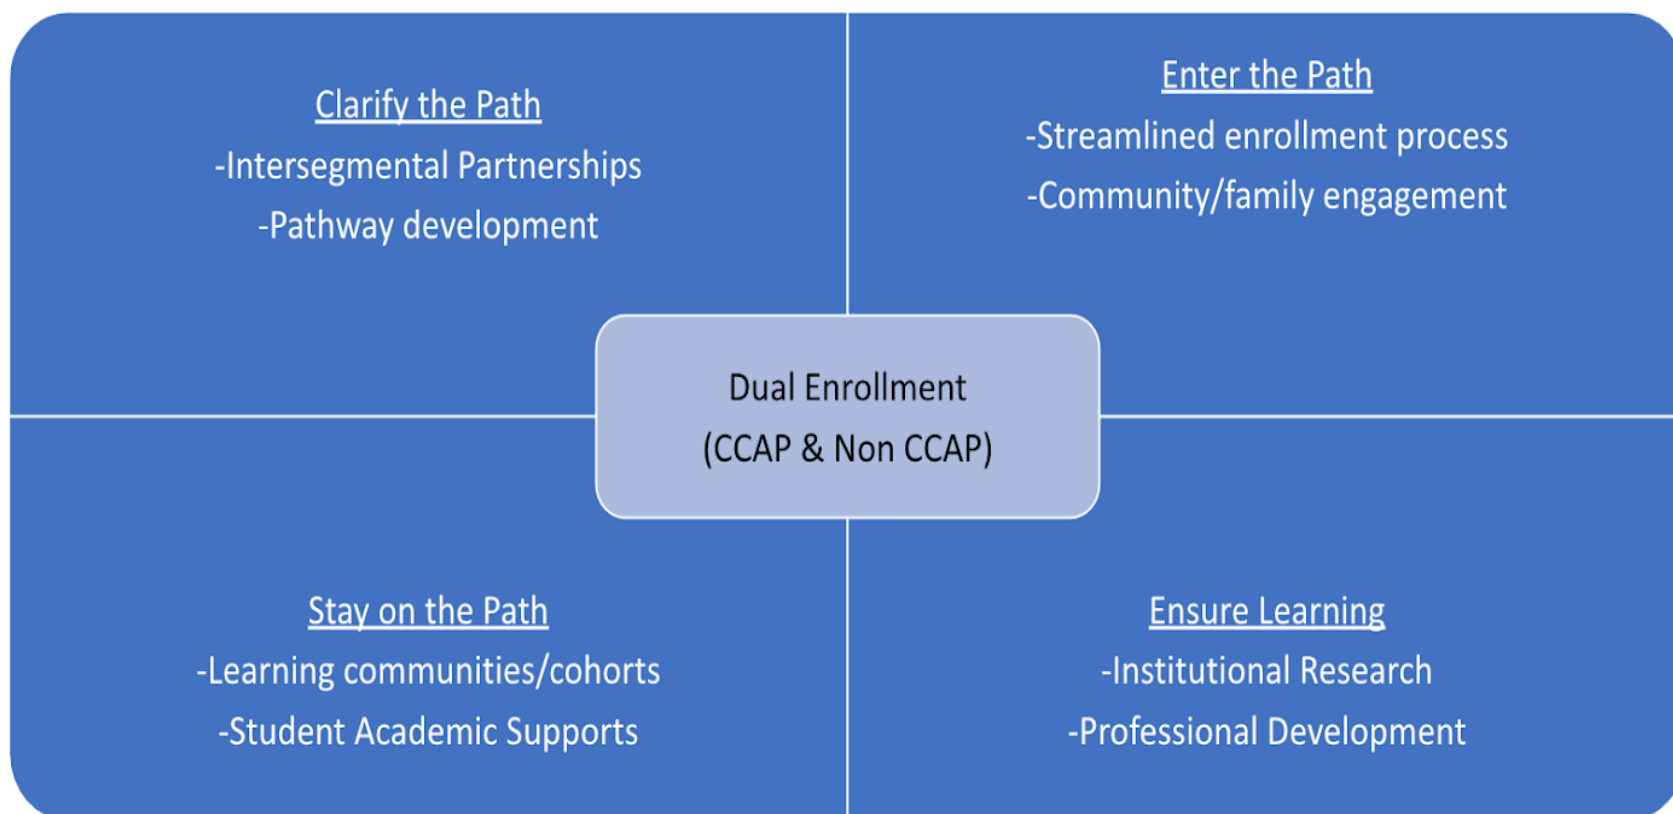 Clarify the Path
-Intersegmental Partnerships
-Pathway development
Enter the Path
-Streamlined enrollment process
-Community/family engagement
Dual Enrollment
(CCAP & Non CCAP)
Stay on the Path
-Learning communities/cohorts
-Student Academic Supports
Ensure Learning
-Institutional Research
-Professional Development